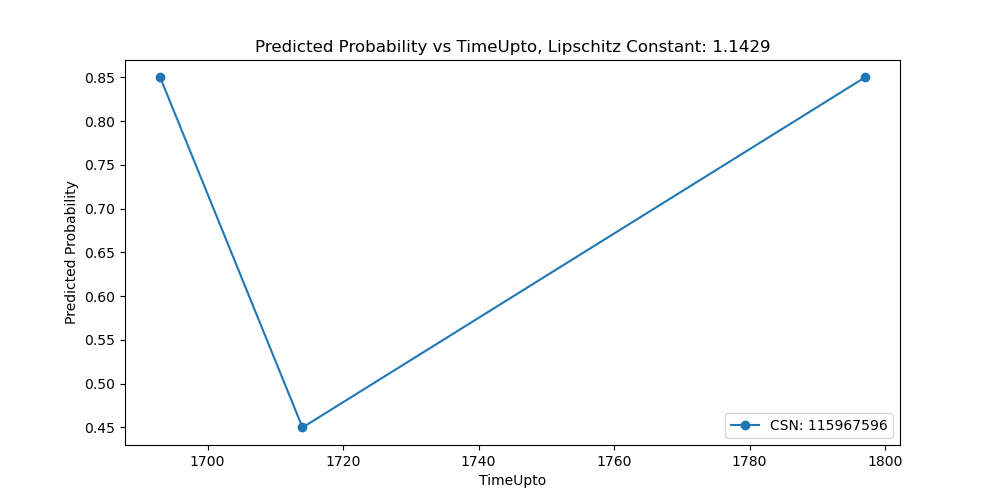 Predicted Probability vs TimeUpto, Lipschitz Constant: 1.1429
Predicted Probability
0.85
0.80
0.75
0.70
0.65
0.60
0.55
0.50
0.45
CSN: 115967596
1700 1720 1740 1760 1780 1800
TimeUpto